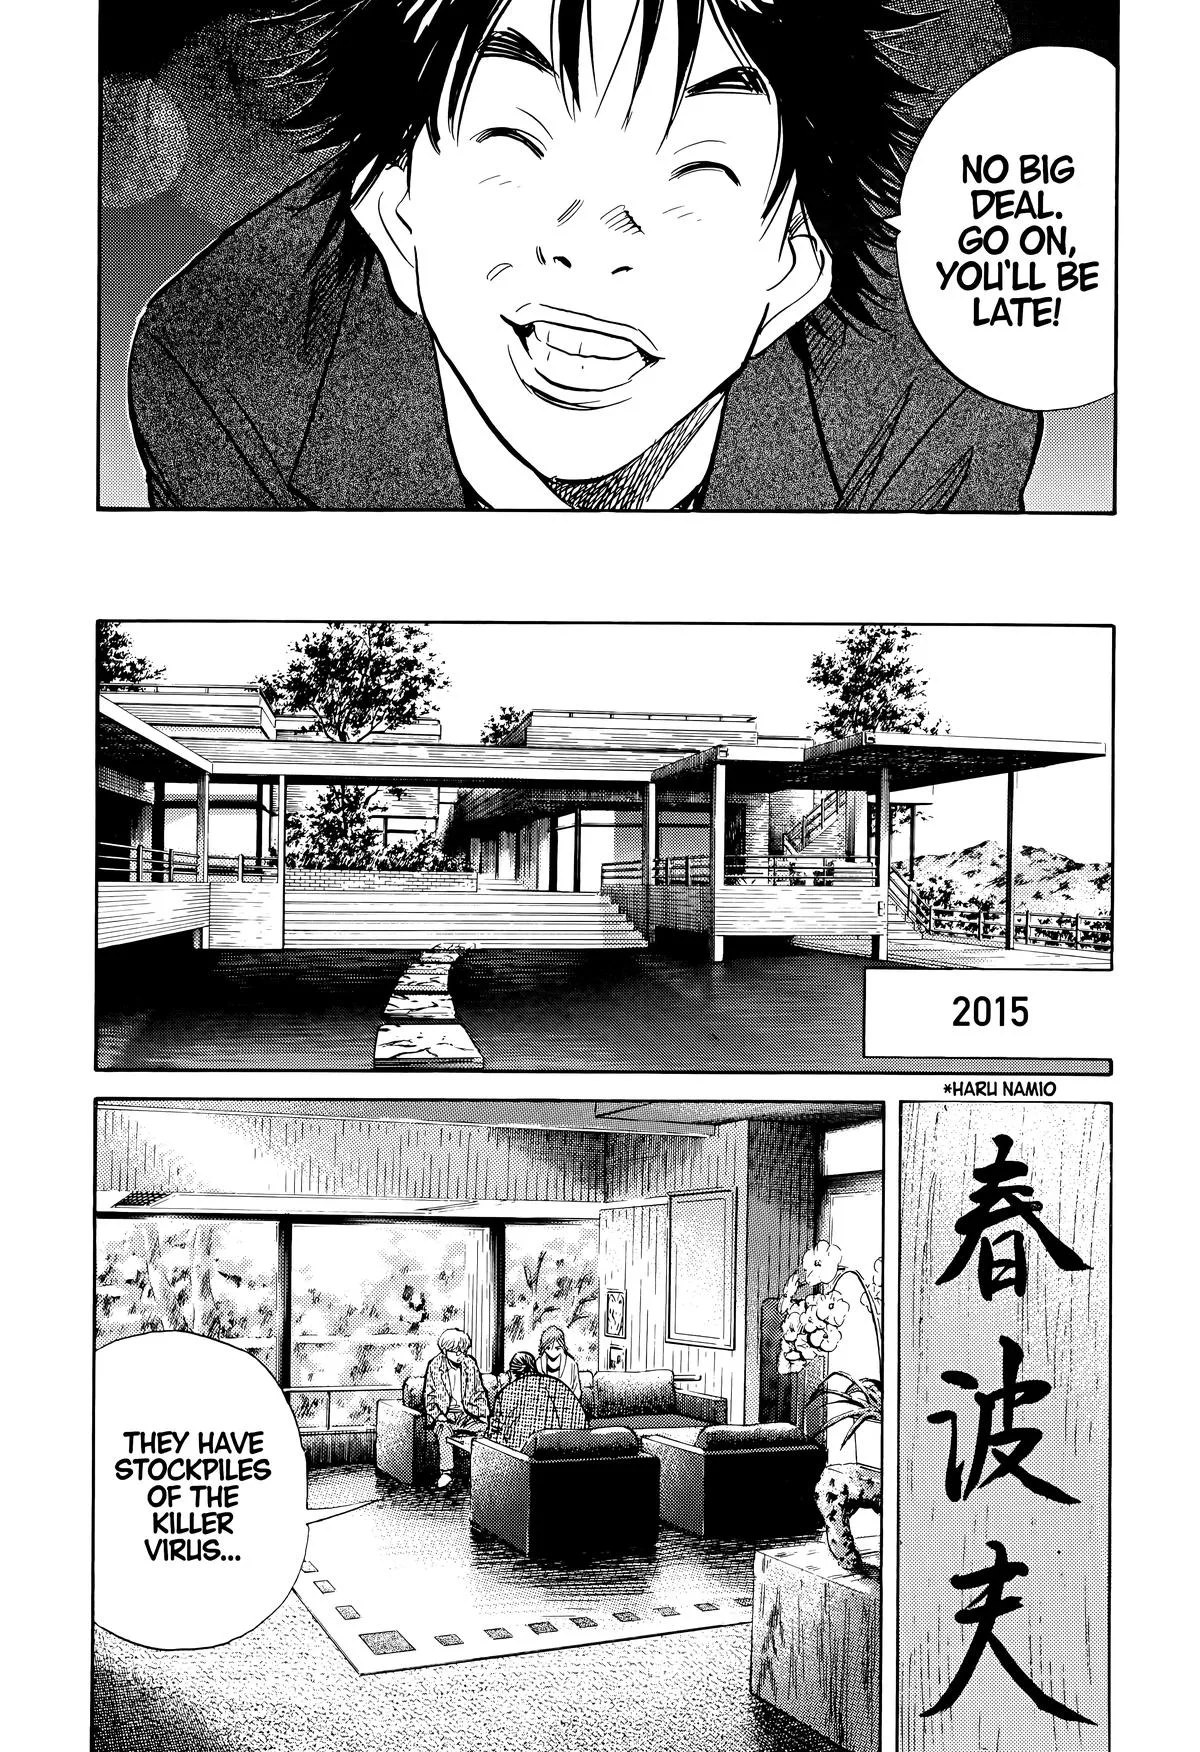 NO BIG
DEAL.
GO ON,
YOU'LL BE
LATE!
2015
*HARU NAMIO
春波夫
THEY HAVE
STOCKPILES
OF THE
KILLER
VIRUS...